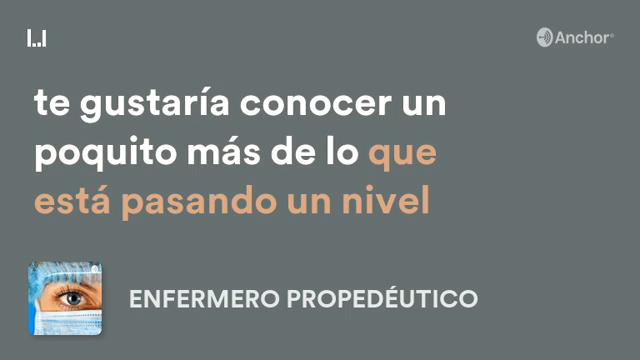 Anchor
te gustaría conocer un
poquito más de lo que
está pasando un nivel
ENFERMERO PROPEDÉUTICO